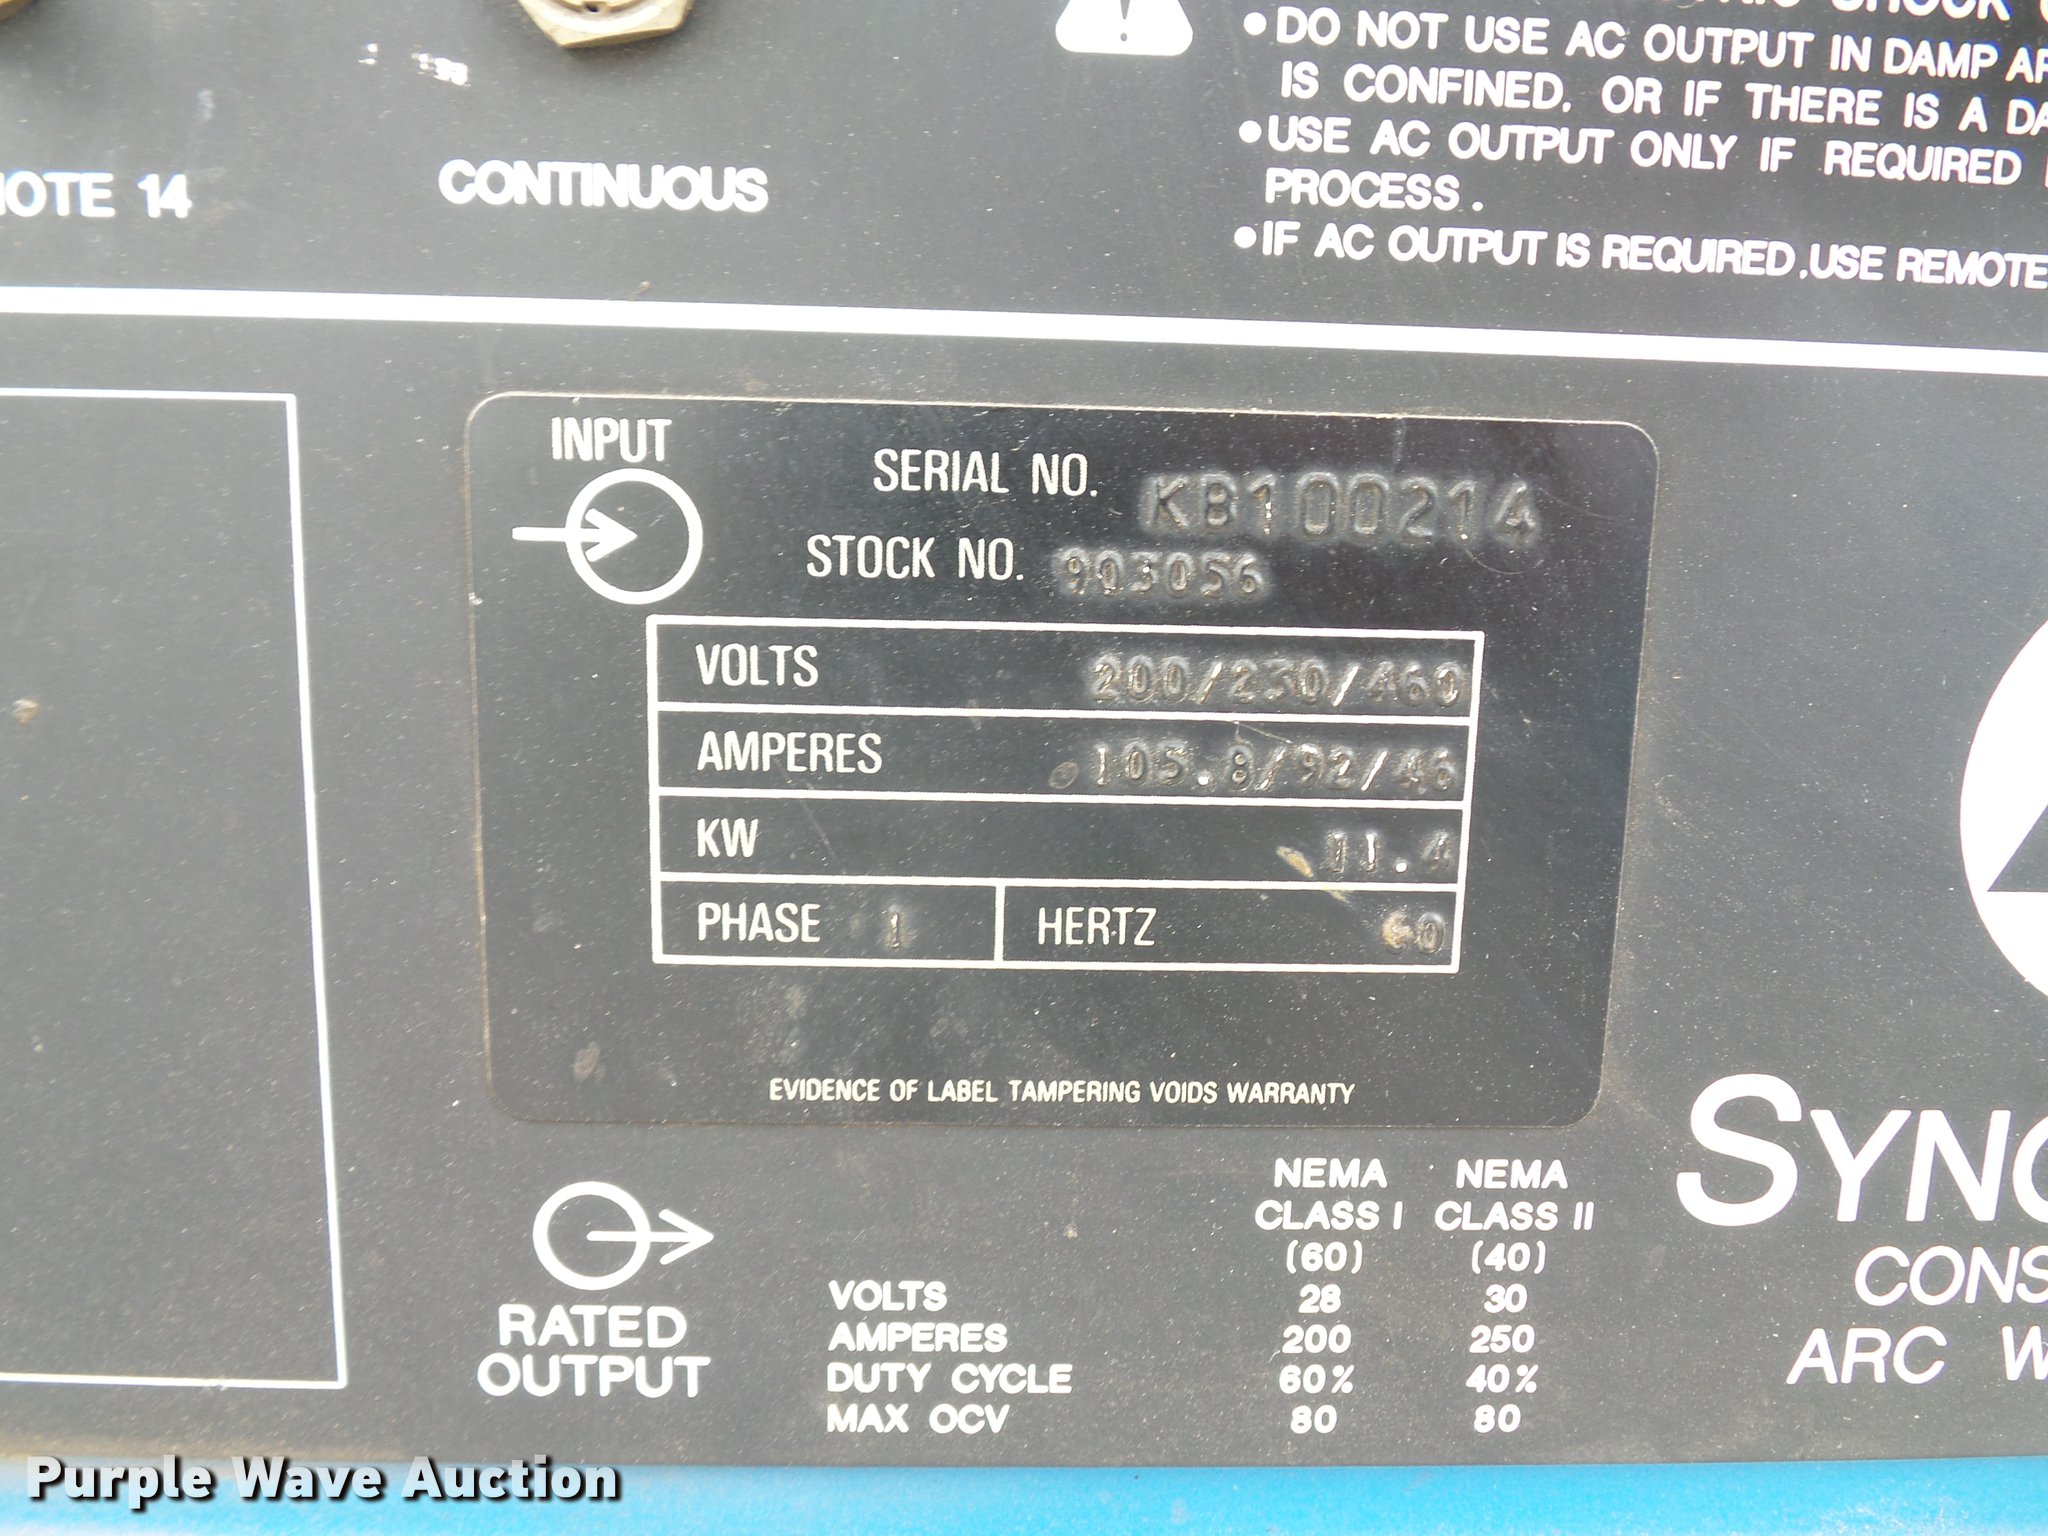 SHOCK
• DO NOT USE AC OUTPUT IN DAMP
IS CONFINED, OR IF THERE IS A
• USE AC OUTPUT ONLY IF REQUIRED
PROCESS.
• IF AC OUTPUT IS REQUIRED, USE REMOTE
14
CONTINUOUS
INPUT
SERIAL NO. KB100214
STOCK NO. 903056
VOLTS 200/230/460
AMPERES 105.8/92/46
KW 11.4
PHASE 1 HERTZ 60
EVIDENCE OF LABEL TAMPERING VOIDS WARRANTY
RATED
OUTPUT
NEMA NEMA
CLASS I CLASS II
(60) (40)
VOLTS 28 30
AMPERES 200 250
DUTY CYCLE 60% 40%
MAX OCV 80 80
SYNC
CONS
ARC W
Purple Wave Auction